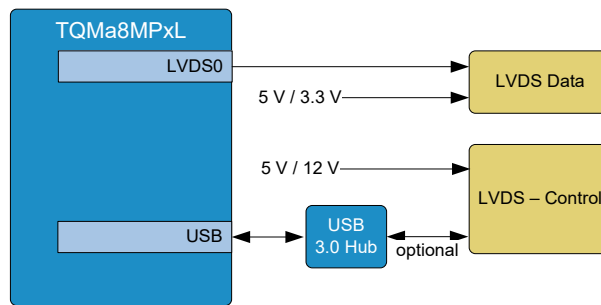 TQMa8MPxL
LVDS0
5 V / 3.3 V
LVDS Data
5 V / 12 V
LVDS – Control
USB
USB
3.0 Hub
optional